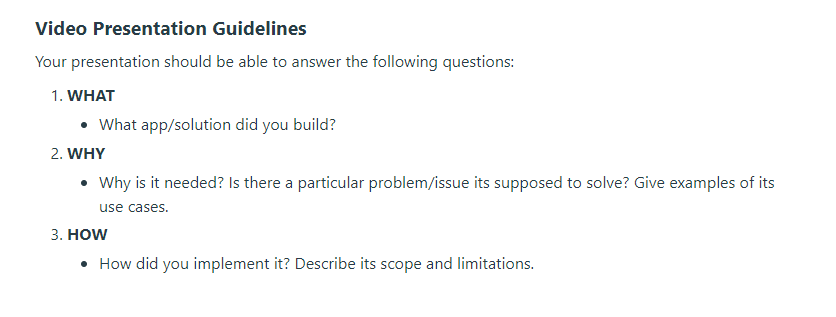 Video Presentation Guidelines
Your presentation should be able to answer the following questions:
1. WHAT
• What app/solution did you build?
2. WHY
• Why is it needed? Is there a particular problem/issue its supposed to solve? Give examples of its
use cases.
3. HOW
• How did you implement it? Describe its scope and limitations.